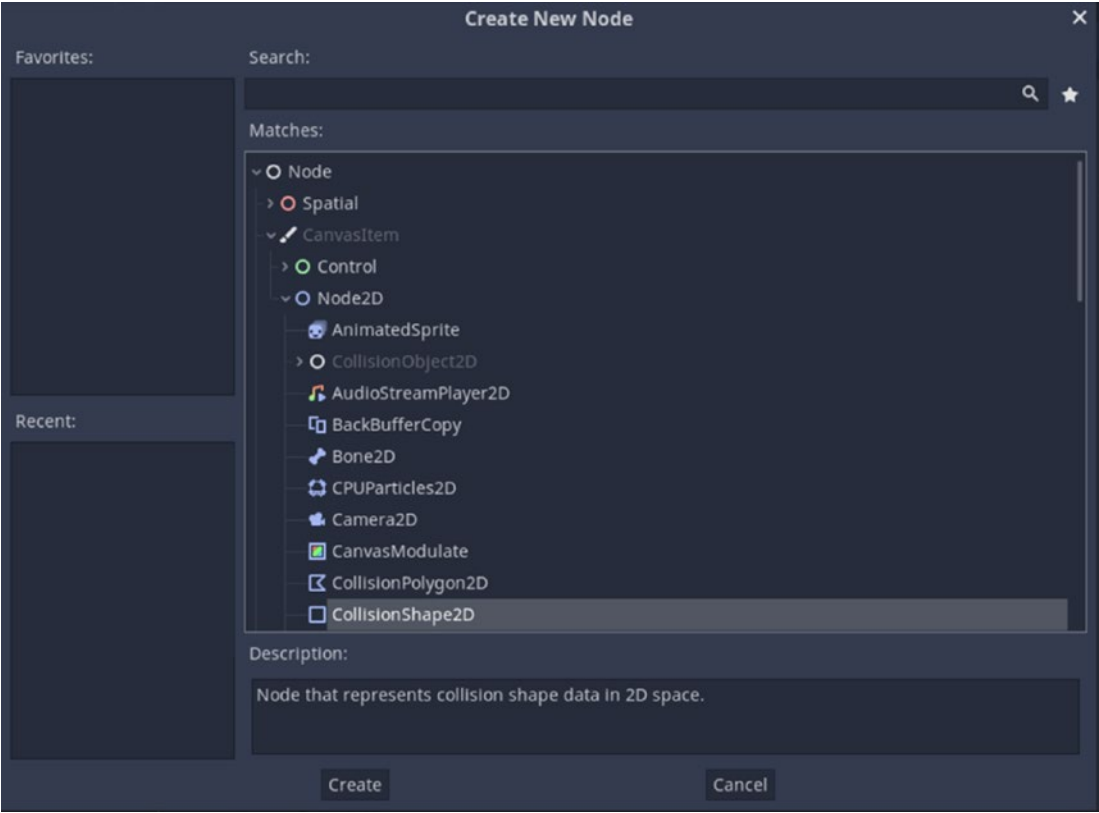 Create New Node
Favorites:
Search:
Matches:
Node
Spatial
CanvasItem
Control
Node2D
AnimatedSprite
CollisionObject2D
AudioStreamPlayer2D
BackBufferCopy
Bone2D
CPUParticles2D
Camera2D
CanvasModulate
CollisionPolygon2D
CollisionShape2D
Recent:
Description:
Node that represents collision shape data in 2D space.
Create
Cancel